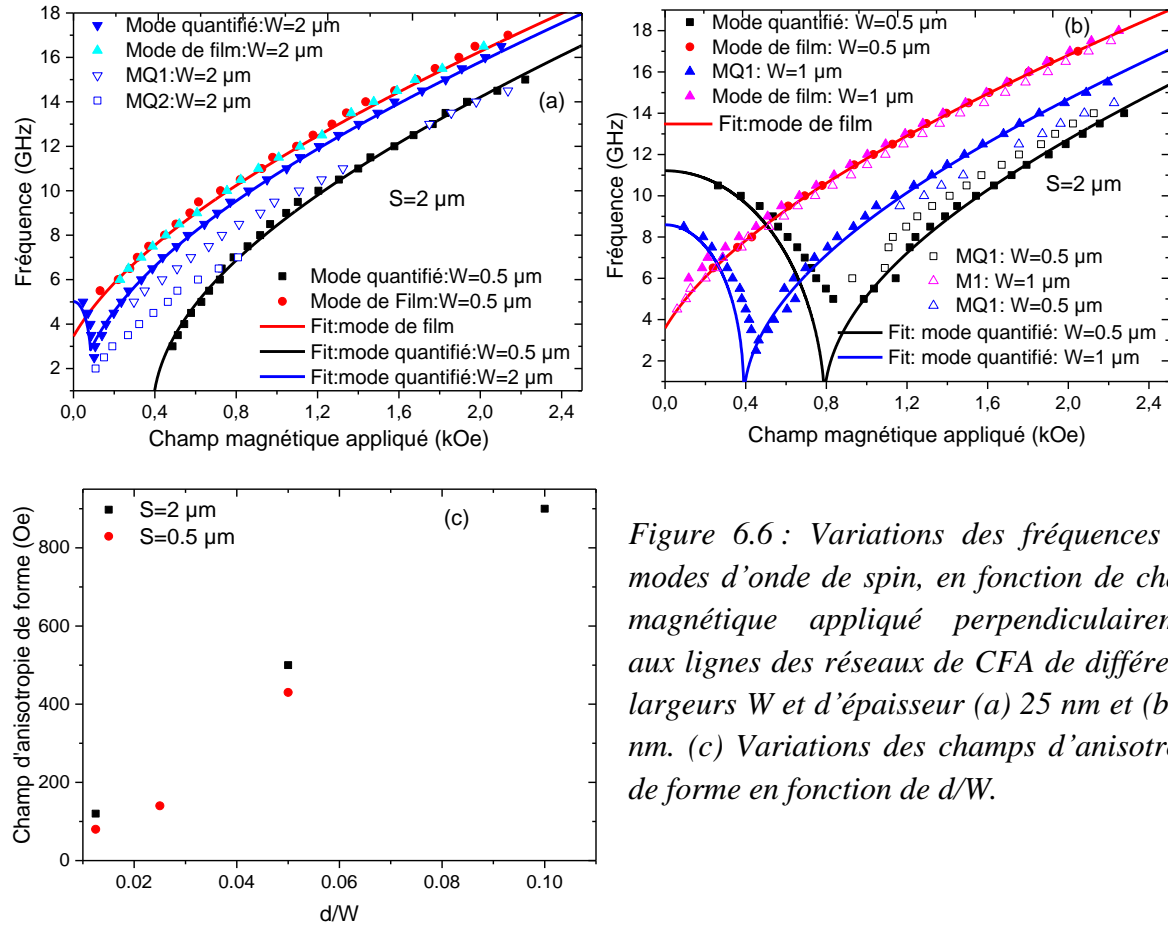 Mode quantifié:W=2 µm
Mode de film: W=2 µm
MQ1:W=2 µm
MQ2:W=2 µm
(a)
S=2 µm
Mode quantifié:W=0.5 µm
Mode de Film:W=0.5 µm
Fit:mode de film
Fit:mode quantifié:W=0.5 µm
Fit:mode quantifié:W=2 µm
Fréquence (GHz)
18
16
14
12
10
8
6
4
2
0,0 0,4 0,8 1,2 1,6 2,0 2,4
Champ magnétique appliqué (kOe)
Mode quantifié: W=0.5 µm
Mode de film: W=0.5 µm
MQ1: W=1 µm
Mode de film: W=1 µm
Fit:mode de film
(b)
S=2 µm
MQ1: W=0.5 µm
M1: W=1 µm
MQ1: W=0.5 µm
Fit: mode quantifié: W=0.5 µm
Fit: mode quantifié: W=1 µm
Fréquence (GHz)
18
16
14
12
10
8
6
4
2
0,0 0,4 0,8 1,2 1,6 2,0 2,4
Champ magnétique appliqué (kOe)
S=2 µm
S=0.5 µm
(c)
Champ d'anisotropie de forme (Oe)
800
600
400
200
0
0.02 0.04 0.06 0.08 0.10
d/W
Figure 6.6 : Variations des fréquences
modes d’onde de spin, en fonction de
magnétique appliqué
aux lignes des réseaux de CFA de
largeurs W et d’épaisseur (a) 25 nm et (b)
nm. (c) Variations des champs
de forme en fonction de d/W.